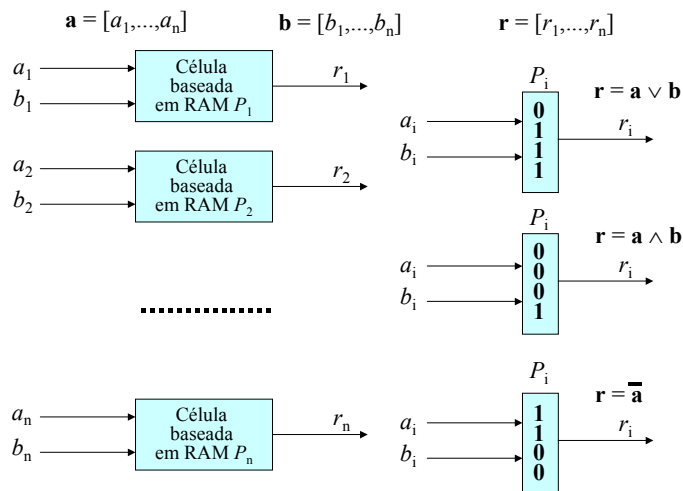 a = [a₁,...,aₙ]
b = [b₁,...,bₙ]
r = [r₁,...,rₙ]
a₁
b₁
Célula
baseada
em RAM P₁
r₁
a₂
b₂
Célula
baseada
em RAM P₂
r₂
aₙ
bₙ
Célula
baseada
em RAM Pₙ
rₙ
Pᵢ
r = a ∨ b
aᵢ
bᵢ
0
1
1
1
rᵢ
Pᵢ
r = a ∧ b
aᵢ
bᵢ
0
0
0
1
rᵢ
Pᵢ
r = a̅
aᵢ
bᵢ
1
1
0
0
rᵢ